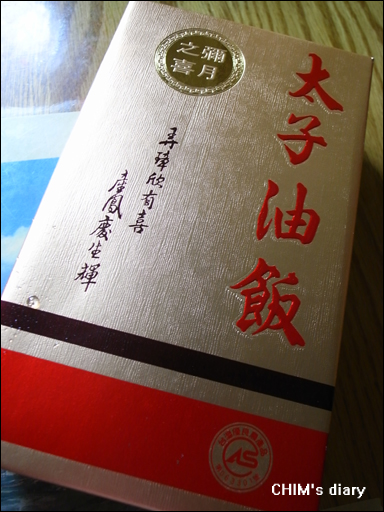 太子油飯
彌月
之喜
弄璋欣有喜
產鳳慶生輝
CHIM's diary